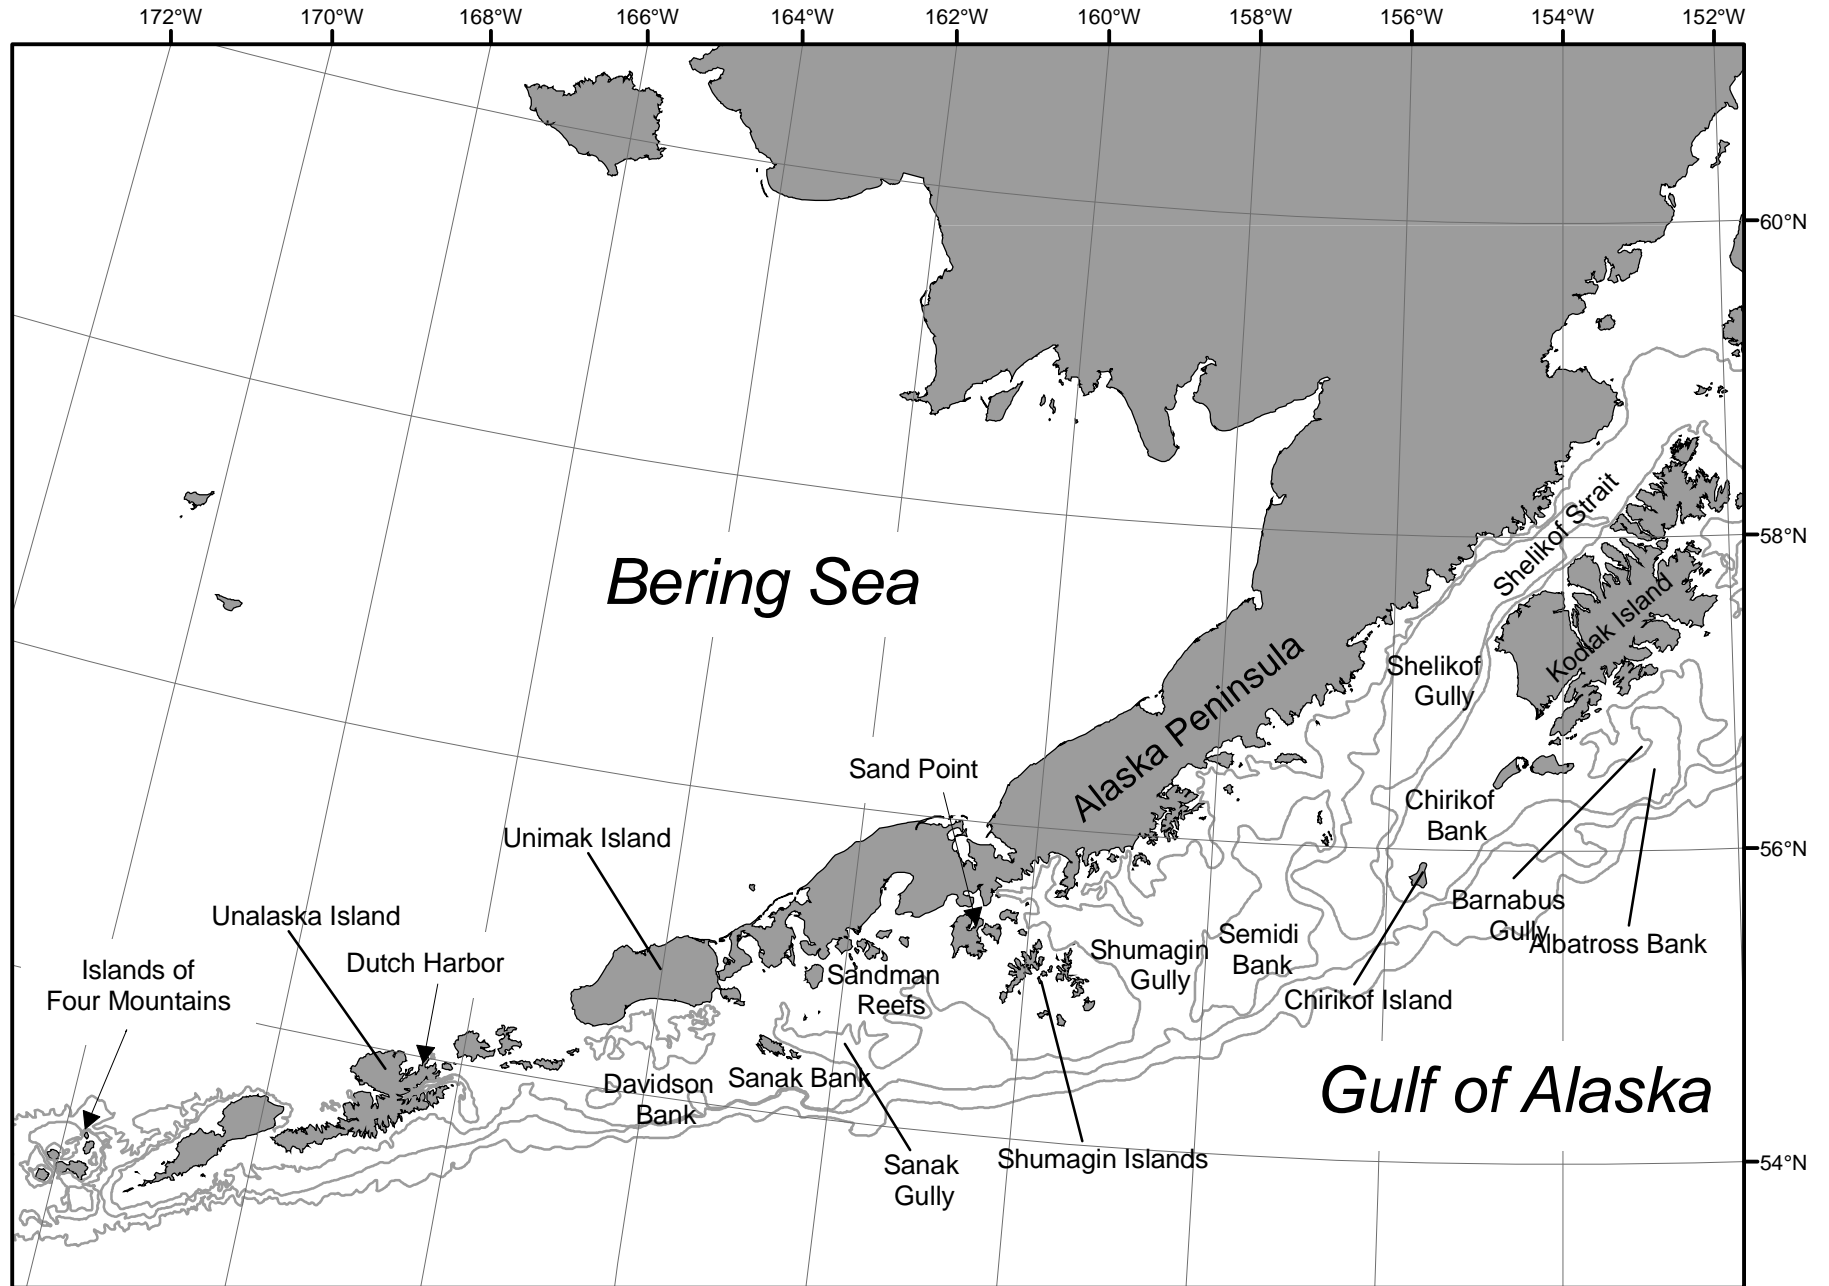 172°W
170°W
168°W
166°W
164°W
162°W
160°W
158°W
156°W
154°W
152°W
60°N
58°N
56°N
54°N
Bering Sea
Shelikof Strait
Kodiak Island
Alaska Peninsula
Shelikof
Gully
Sand Point
Chirikof
Bank
Unimak Island
Barnabus
Gully
Albatross Bank
Unalaska Island
Semidi
Bank
Shumagin
Gully
Dutch Harbor
Islands of
Four Mountains
Sandman
Reefs
Chirikof Island
Davidson
Bank
Sanak Bank
Gulf of Alaska
Shumagin Islands
Sanak
Gully